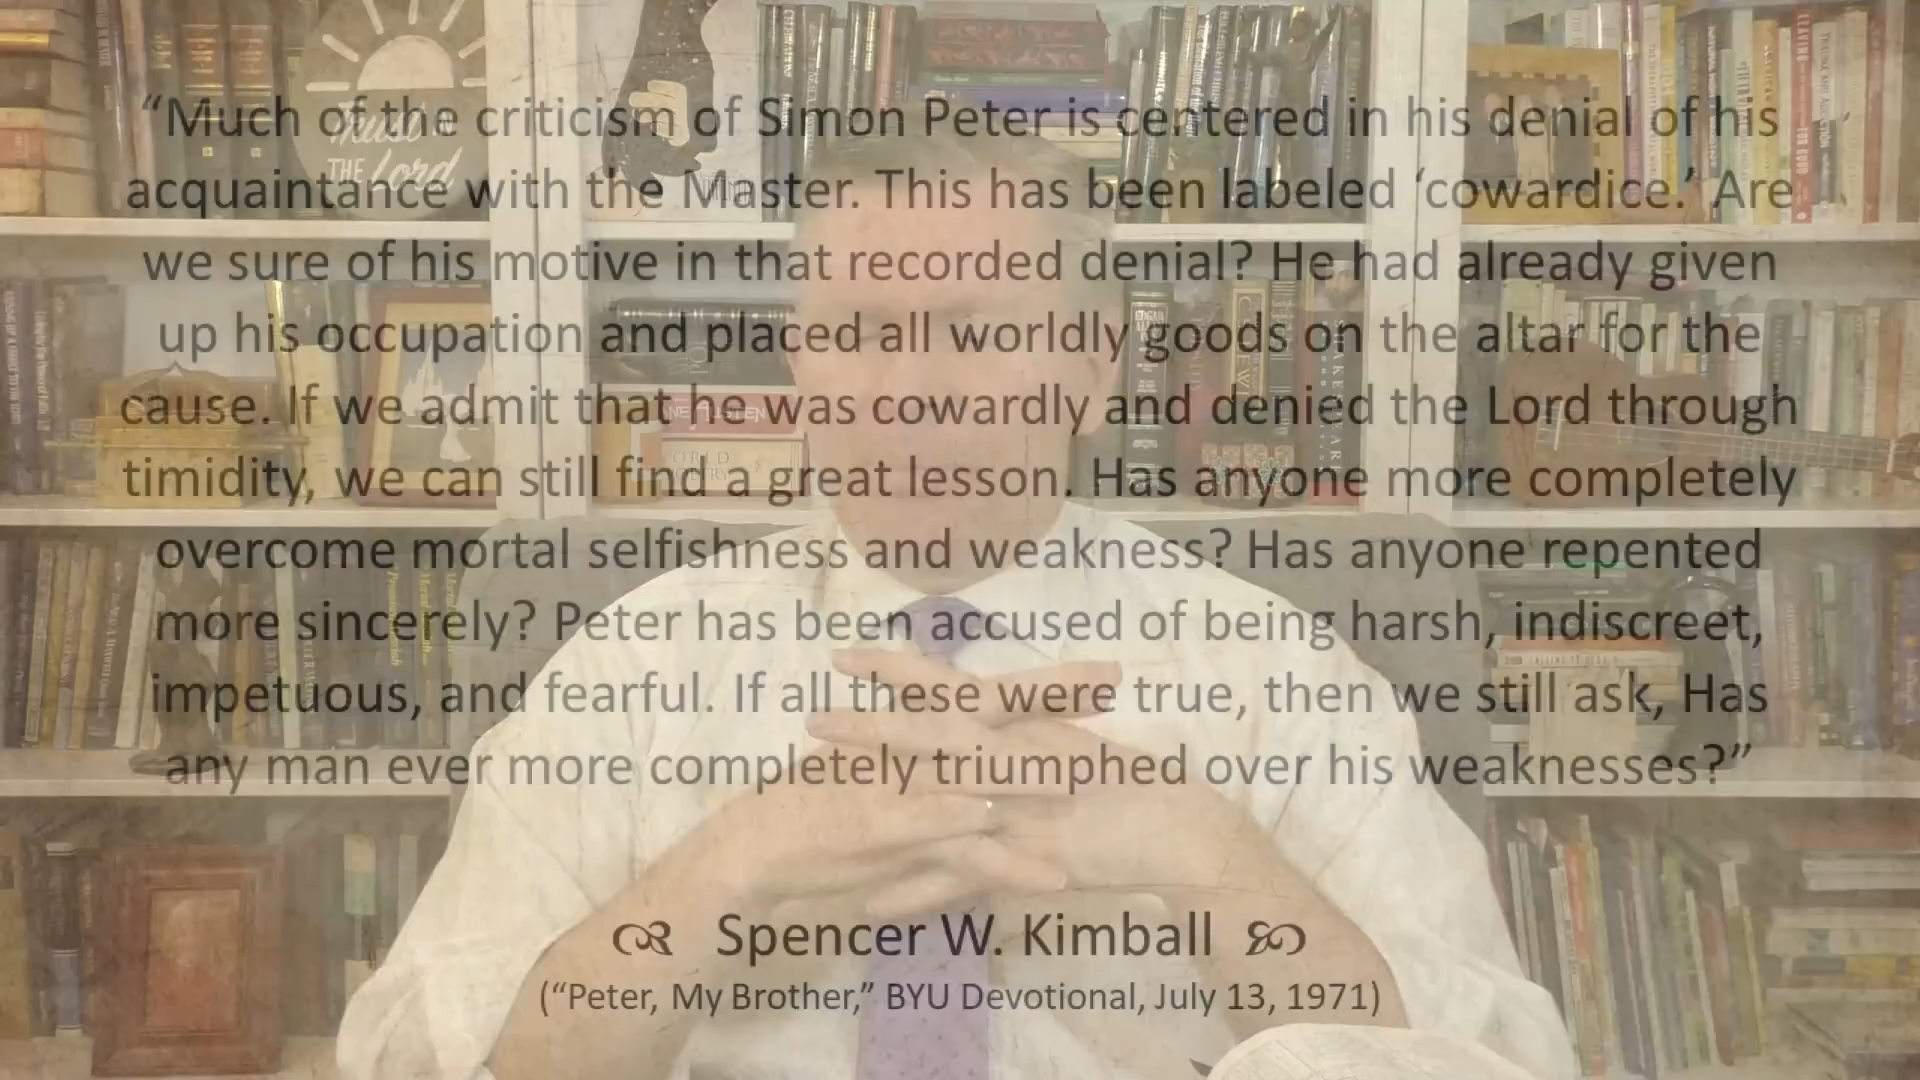 “Much of the criticism of Simon Peter is centered in his denial of his
acquaintance with the Master. This has been labeled ‘cowardice.’ Are
we sure of his motive in that recorded denial? He had already given
up his occupation and placed all worldly goods on the altar for the
cause. If we admit that he was cowardly and denied the Lord through
timidity, we can still find a great lesson. Has anyone more completely
overcome mortal selfishness and weakness? Has anyone repented
more sincerely? Peter has been accused of being harsh, indiscreet,
impetuous, and fearful. If all these were true, then we still ask, Has
any man ever more completely triumphed over his weaknesses?”
Spencer W. Kimball
(“Peter, My Brother,” BYU Devotional, July 13, 1971)
Trust in
THE Lord